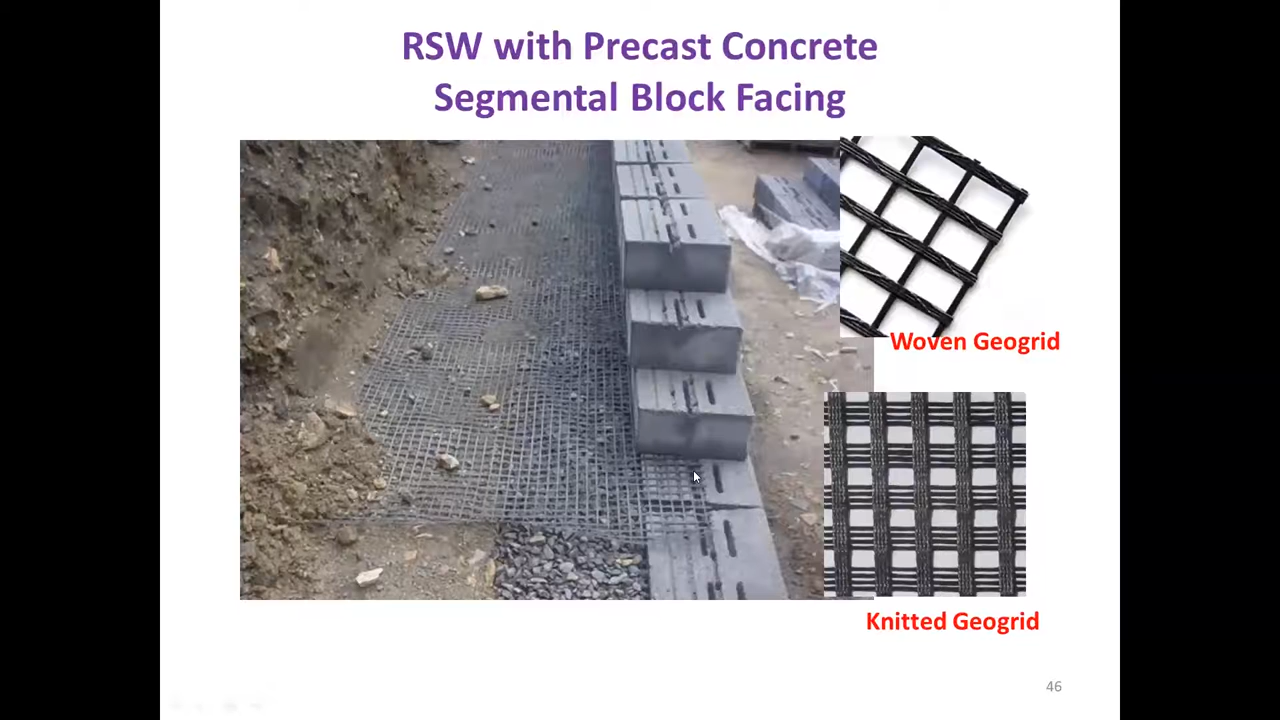 RSW with Precast Concrete
Segmental Block Facing
Woven Geogrid
Knitted Geogrid
46